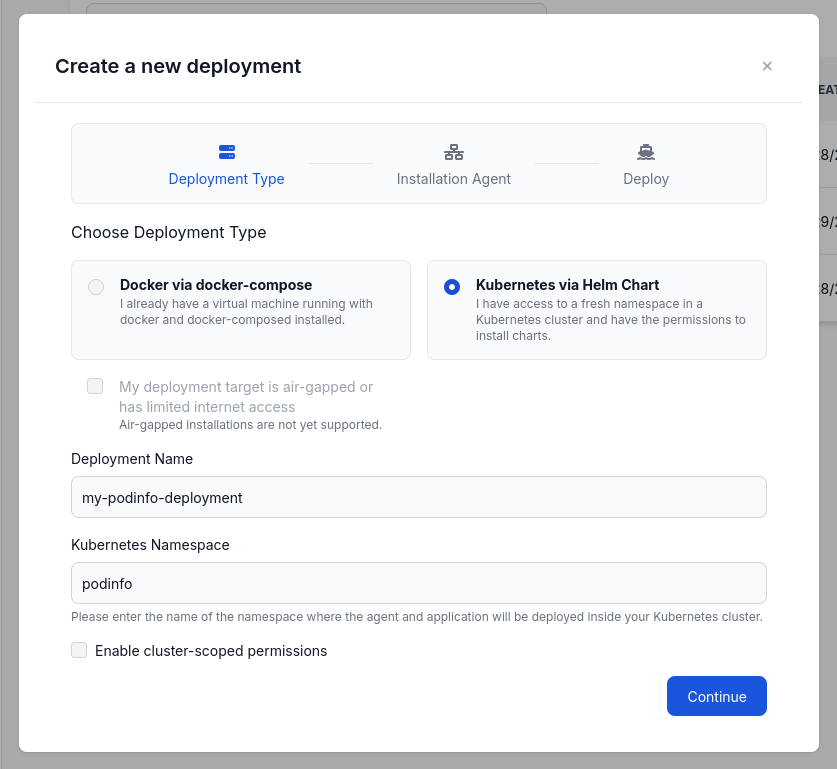 Create a new deployment
Deployment Type
Installation Agent
Deploy
Choose Deployment Type
Docker via docker-compose
I already have a virtual machine running with
docker and docker-composed installed.
Kubernetes via Helm Chart
I have access to a fresh namespace in a
Kubernetes cluster and have the permissions to
install charts.
My deployment target is air-gapped or
has limited internet access
Air-gapped installations are not yet supported.
Deployment Name
my-podinfo-deployment
Kubernetes Namespace
podinfo
Please enter the name of the namespace where the agent and application will be deployed inside your Kubernetes cluster.
Enable cluster-scoped permissions
Continue